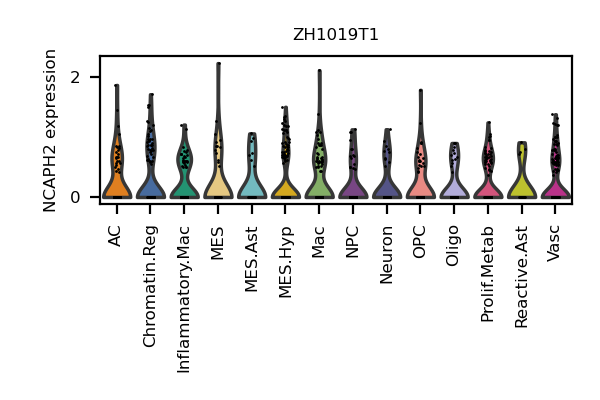 ZH1019T1
NCAPH2 expression
2
0
AC
Chromatin.Reg
Inflammatory.Mac
MES
MES.Ast
MES.Hyp
Mac
NPC
Neuron
OPC
Oligo
Prolif.Metab
Reactive.Ast
Vasc